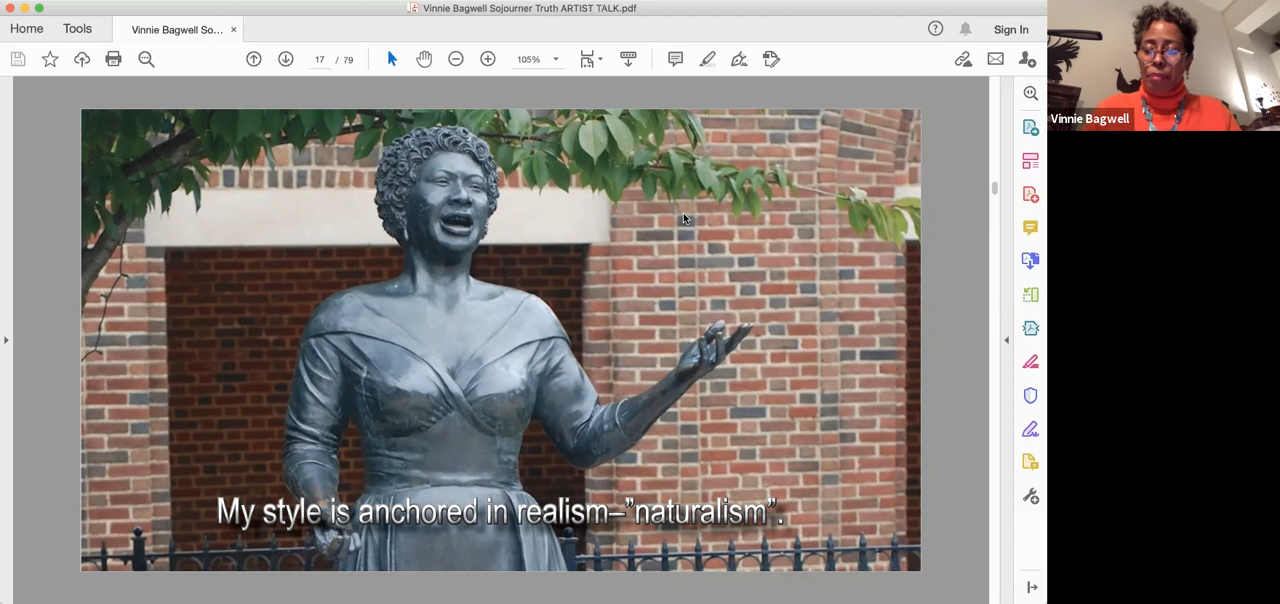 Vinnie Bagwell Sojourner Truth ARTIST TALK.pdf
Home
Tools
Vinnie Bagwell So...
×
Sign In
17 / 79
105%
Vinnie Bagwell
My style is anchored in realism–”naturalism”.